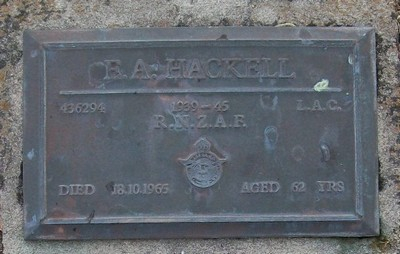 B. A. HACKELL
436294 1939-45 L.A.C.
R.N.Z.A.F.
DIED 18.10.1965 AGED 62 YRS